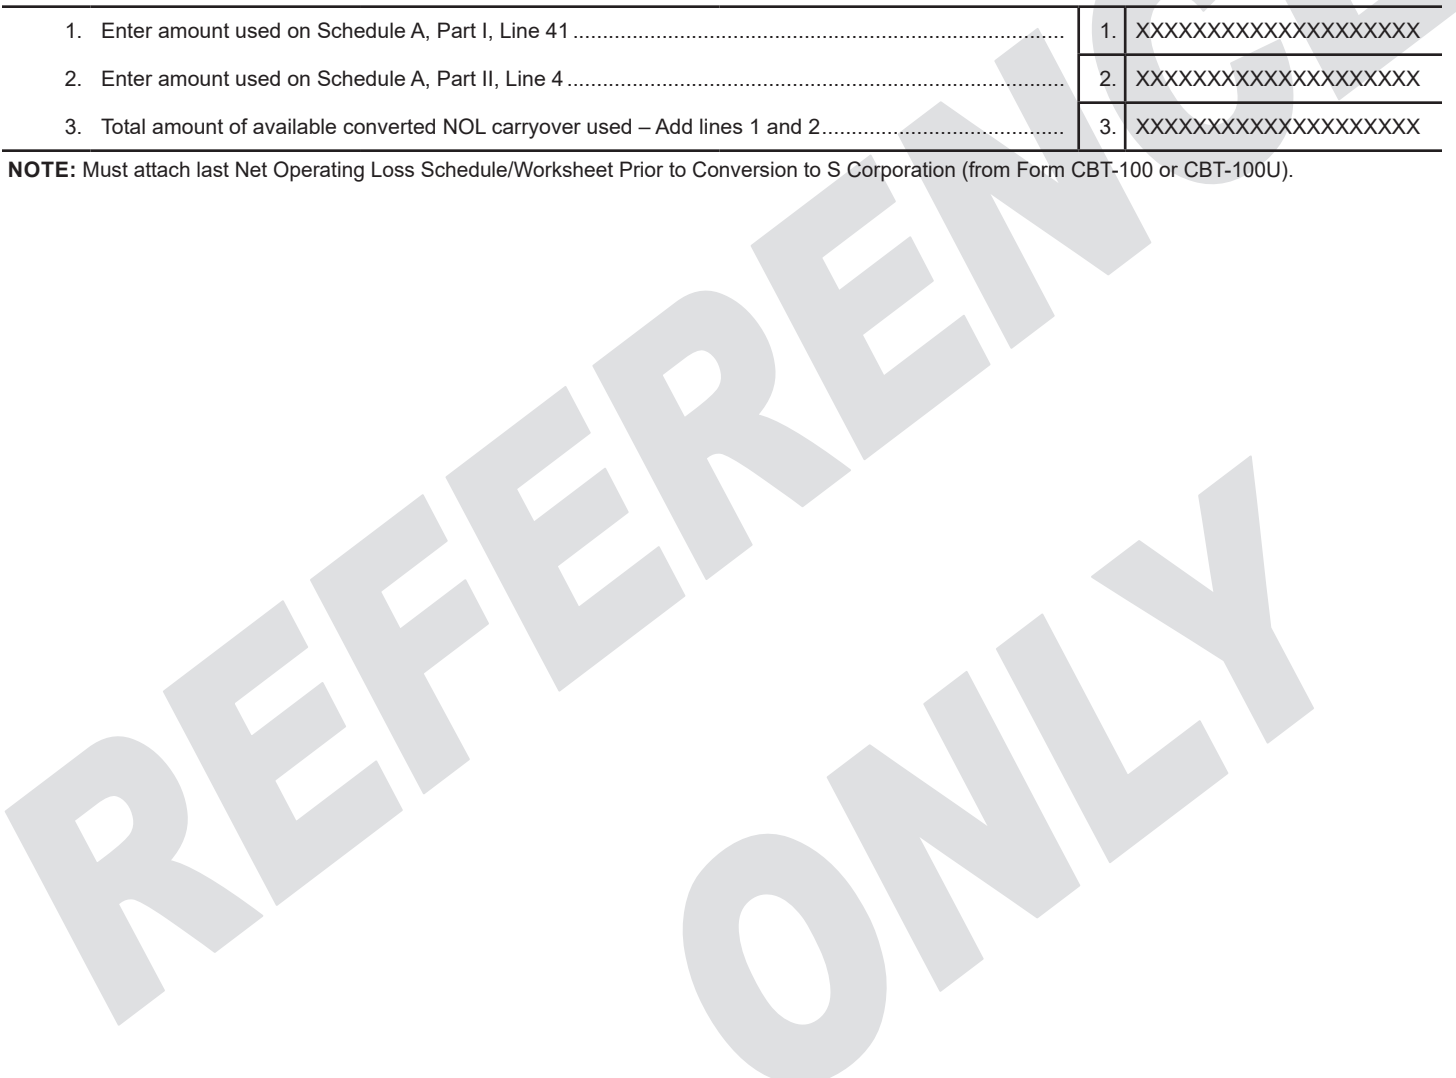 1. Enter amount used on Schedule A, Part I, Line 41.................................................................................. 1. XXXXXXXXXXXXXXXXXXXX
2. Enter amount used on Schedule A, Part II, Line 4................................................................................... 2. XXXXXXXXXXXXXXXXXXXX
3. Total amount of available converted NOL carryover used – Add lines 1 and 2........................................ 3. XXXXXXXXXXXXXXXXXXXX
NOTE: Must attach last Net Operating Loss Schedule/Worksheet Prior to Conversion to S Corporation (from Form CBT-100 or CBT-100U).
REFERENCE
ONLY